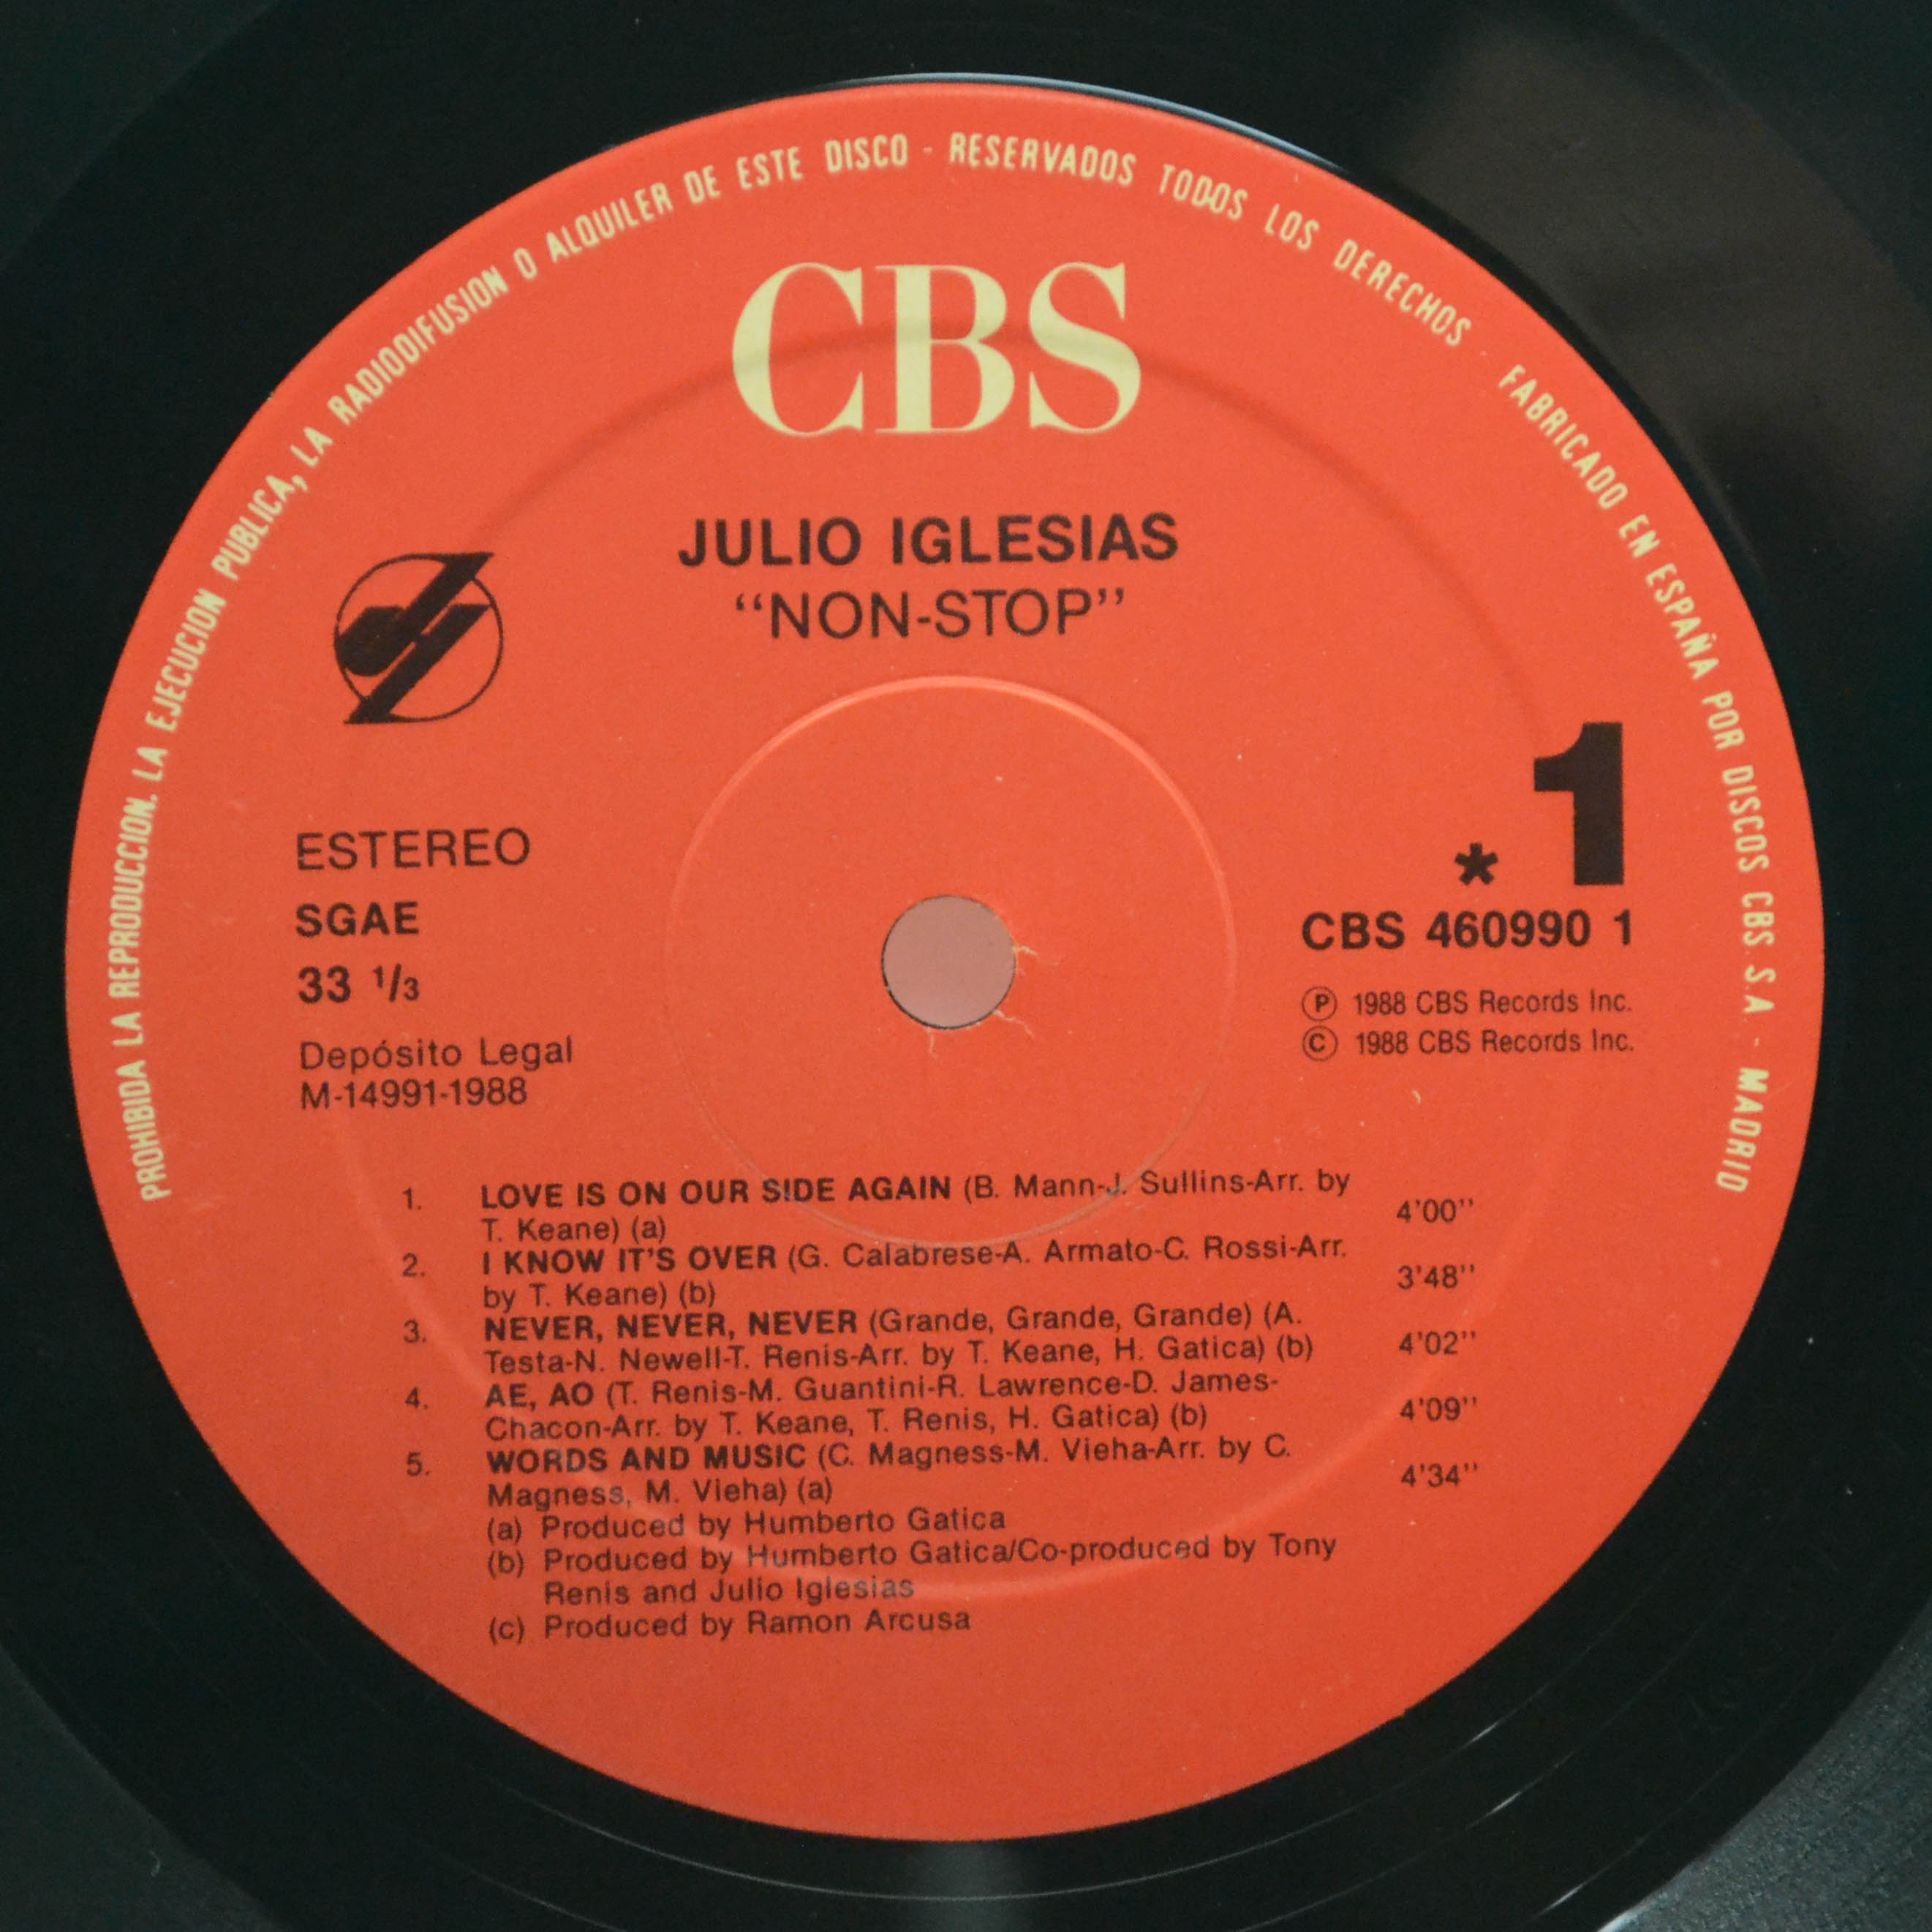 PROHIBIDA LA REPRODUCCION. LA EJECUCION PUBLICA, LA RADIODIFUSION O ALQUILER DE ESTE DISCO - RESERVADOS TODOS LOS DERECHOS - FABRICADO EN ESPAÑA POR DISCOS CBS. S.A - MADRID
CBS
JULIO IGLESIAS
“NON-STOP”
1
*
ESTEREO
SGAE
33 1/3
Depósito Legal
M-14991-1988
CBS 460990 1
Ⓟ 1988 CBS Records Inc.
© 1988 CBS Records Inc.
1. LOVE IS ON OUR SIDE AGAIN (B. Mann-J. Sullins-Arr. by
T. Keane) (a) 4'00''
2. I KNOW IT'S OVER (G. Calabrese-A. Armato-C. Rossi-Arr.
by T. Keane) (b) 3'48''
3. NEVER, NEVER, NEVER (Grande, Grande, Grande) (A.
Testa-N. Newell-T. Renis-Arr. by T. Keane, H. Gatica) (b) 4'02''
4. AE, AO (T. Renis-M. Guantini-R. Lawrence-D. James-
Chacon-Arr. by T. Keane, T. Renis, H. Gatica) (b) 4'09''
5. WORDS AND MUSIC (C. Magness-M. Vieha-Arr. by C.
Magness, M. Vieha) (a) 4'34''
(a) Produced by Humberto Gatica
(b) Produced by Humberto Gatica/Co-produced by Tony
Renis and Julio Iglesias
(c) Produced by Ramon Arcusa